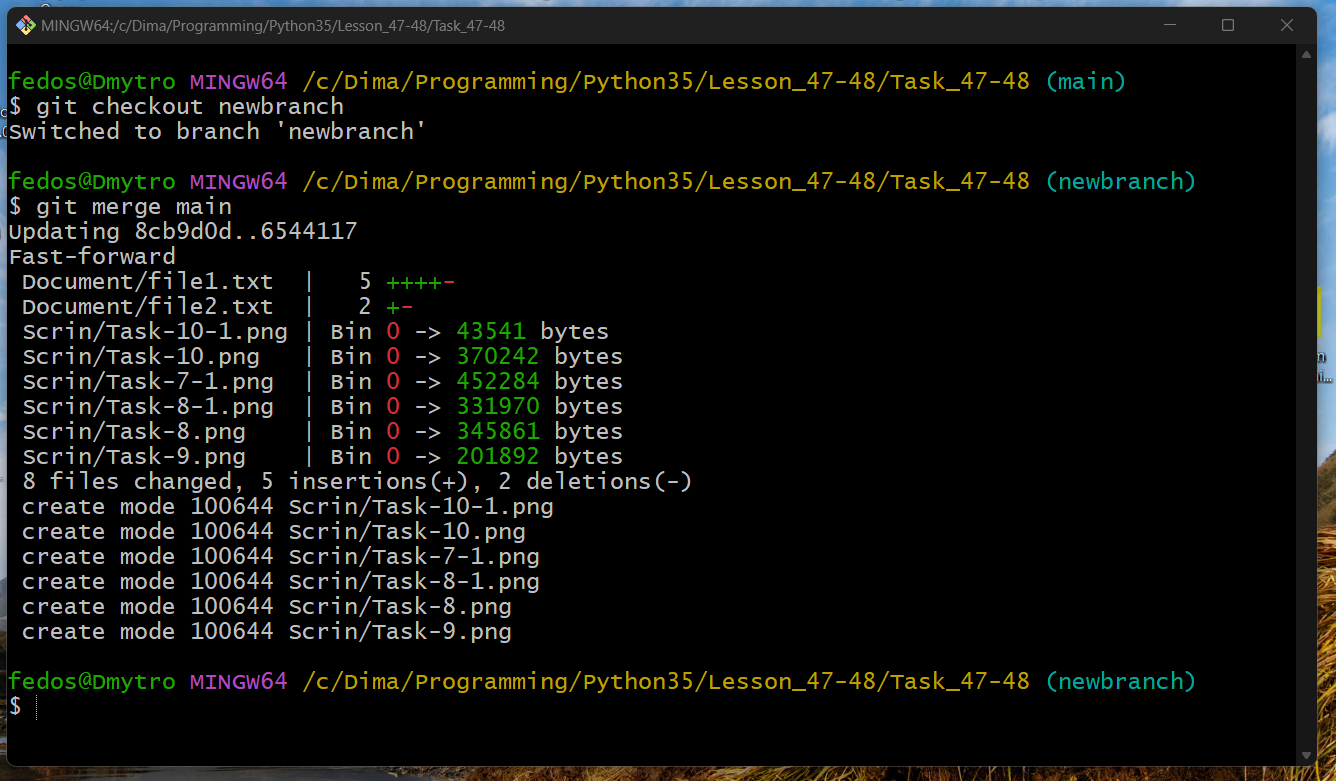 MINGW64:/c/Dima/Programming/Python35/Lesson_47-48/Task_47-48
fedos@Dmytro MINGW64 /c/Dima/Programming/Python35/Lesson_47-48/Task_47-48 (main)
$ git checkout newbranch
Switched to branch 'newbranch'
fedos@Dmytro MINGW64 /c/Dima/Programming/Python35/Lesson_47-48/Task_47-48 (newbranch)
$ git merge main
Updating 8cb9d0d..6544117
Fast-forward
 Document/file1.txt  |   5 ++++-
 Document/file2.txt  |   2 +-
 Scrin/Task-10-1.png | Bin 0 -> 43541 bytes
 Scrin/Task-10.png   | Bin 0 -> 370242 bytes
 Scrin/Task-7-1.png  | Bin 0 -> 452284 bytes
 Scrin/Task-8-1.png  | Bin 0 -> 331970 bytes
 Scrin/Task-8.png    | Bin 0 -> 345861 bytes
 Scrin/Task-9.png    | Bin 0 -> 201892 bytes
 8 files changed, 5 insertions(+), 2 deletions(-)
 create mode 100644 Scrin/Task-10-1.png
 create mode 100644 Scrin/Task-10.png
 create mode 100644 Scrin/Task-7-1.png
 create mode 100644 Scrin/Task-8-1.png
 create mode 100644 Scrin/Task-8.png
 create mode 100644 Scrin/Task-9.png
fedos@Dmytro MINGW64 /c/Dima/Programming/Python35/Lesson_47-48/Task_47-48 (newbranch)
$